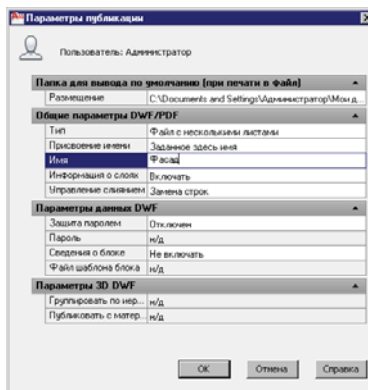 Параметры публикации
Пользователь: Администратор
Папка для вывода по умолчанию (при печати в файл)
Размещение C:\Documents and Settings\Администратор\Мои д
Общие параметры DWF/PDF
Тип Файл с несколькими листами
Присвоение имени Заданное здесь имя
Имя Фасад
Информация о слоях Включать
Управление слиянием Замена строк
Параметры данных DWF
Защита паролем Отключен
Пароль н/д
Сведения о блоке Не включать
Файл шаблона блока н/д
Параметры 3D DWF
Группировать по иер... н/д
Публиковать с матер... н/д
OK Отмена Справка